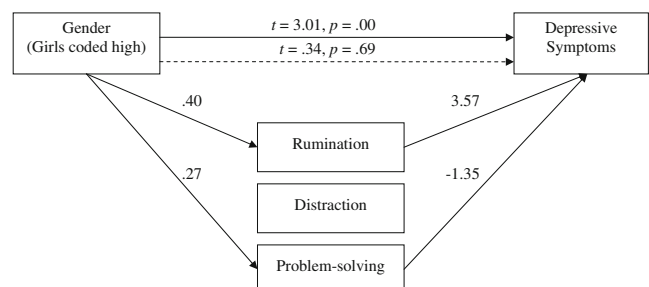 Gender
(Girls coded high)
t = 3.01, p = .00
t = .34, p = .69
Depressive
Symptoms
.40
3.57
Rumination
.27
-1.35
Distraction
Problem-solving